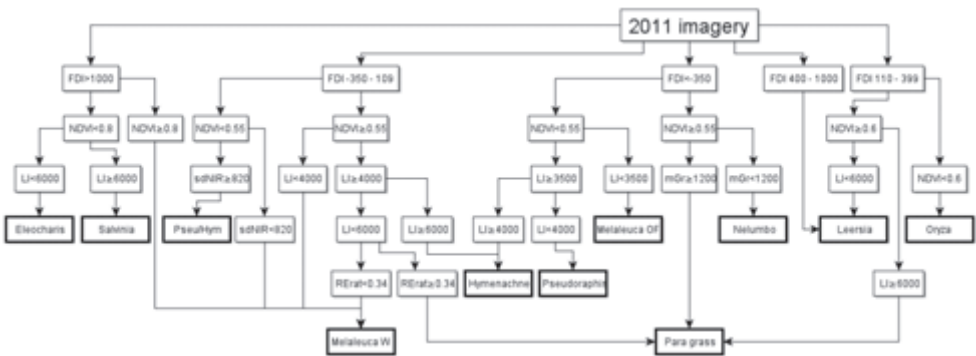 2011 imagery
FDI>1000
FDI -350 - 109
FDI<-350
FDI 400 - 1000
FDI 110 - 399
NDVI<0.8
NDVI≥0.8
NDVI<0.55
NDVI≥0.55
NDVI<0.55
NDVI≥0.55
NDVI≥0.6
LI<6000
LI≥6000
sdNIR≥820
LI<4000
LI≥4000
LI≥3500
LI<3500
mGr≥1200
mGr<1200
LI<6000
NDVI<0.6
Eleocharis
Salvinia
Pseu/Hym
sdNIR<820
LI<6000
LI≥6000
LI≥4000
LI<4000
Melaleuca OF
Nelumbo
Leersia
Oryza
RErat<0.34
RErat≥0.34
Hymenachne
Pseudoraphis
LI≥6000
Melaleuca W
Para grass